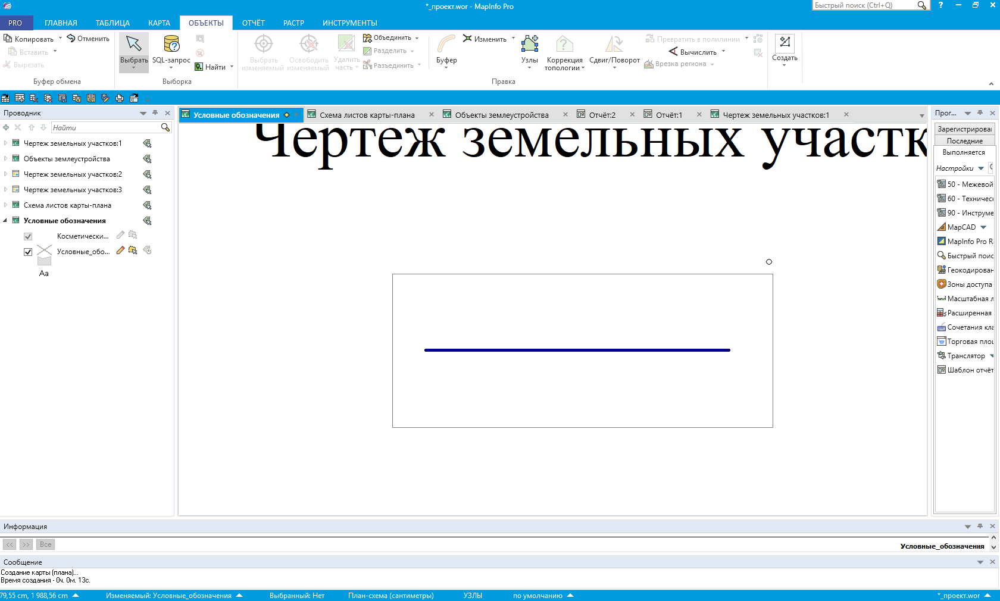 *_проект.wor - MapInfo Pro
Быстрый поиск (Ctrl+Q)
?
PRO
ГЛАВНАЯ
ТАБЛИЦА
КАРТА
ОБЪЕКТЫ
ОТЧЁТ
РАСТР
ИНСТРУМЕНТЫ
Копировать
Отменить
Вставить
Вырезать
Буфер обмена
Выбрать
SQL-запрос
Найти
Выборка
Выбрать изменяемый
Освободить изменяемый
Удалить часть
Объединить
Разделить
Разъединить
Буфер
Изменить
Узлы
Коррекция топологии
Сдвиг/Поворот
Превратить в полилинии
Вычислить
Врезка региона
Правка
Создать
Проводник
Найти
Чертеж земельных участков:1
Объекты землеустройства
Чертеж земельных участков:2
Чертеж земельных участков:3
Схема листов карты-плана
Условные обозначения
Косметически...
Условные_обо...
Aa
Условные обозначения
Схема листов карты-плана
Объекты землеустройства
Отчёт:2
Отчёт:1
Чертеж земельных участков:1
Чертеж земельных участк
Прог...
Зарегистрирова
Последние
Выполняется
Настройки
50 - Межевой
60 - Техничес
90 - Инструме
MapCAD
MapInfo Pro R
Быстрый поис
Геокодирован
Зоны доступа
Масштабная л
Расширенная
Сочетания кла
Торговая площ
Транслятор
Шаблон отчёт
Информация
<< >> Все
Условные_обозначения
Сообщение
Создание карты (плана)...
Время создания - 0ч. 0м. 13с.
79,55 cm, 1 988,56 cm
Изменяемый: Условные_обозначения
Выбранный: Нет
План-схема (сантиметры)
УЗЛЫ
по умолчанию
*_проект.wor